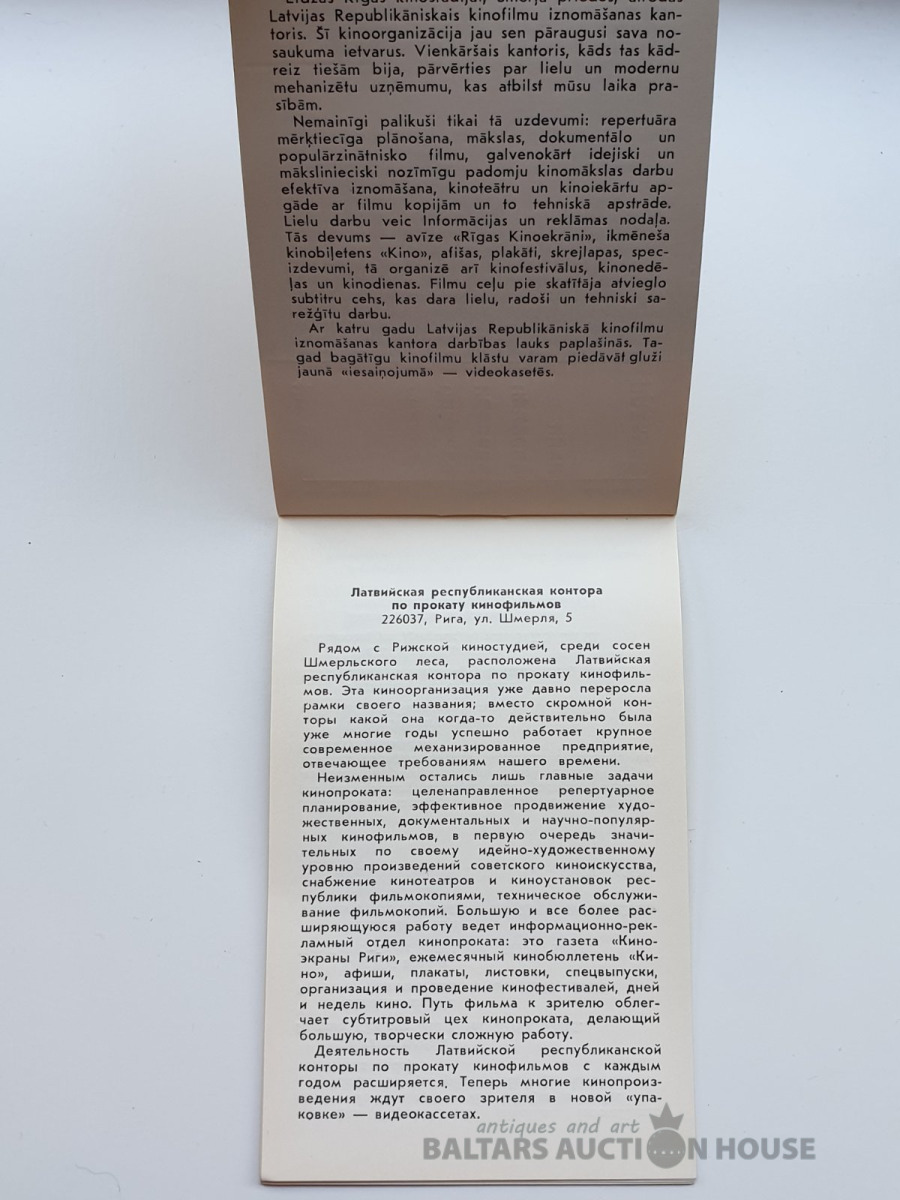 Latvijas Republikāniskais kinofilmu iznomāšanas kan-
toris. Šī kinoorganizācija jau sen pāraugusi sava no-
saukuma ietvarus. Vienkāršais kantoris, kāds tas kād-
reiz tiešām bija, pārvērties par lielu un modernu
mehanizētu uzņēmumu, kas atbilst mūsu laika pra-
sībām.
Nemainīgi palikuši tikai tā uzdevumi: repertuāra
mērķtiecīga plānošana, mākslas, dokumentālo un
populārzinātnisko filmu, galvenokārt idejiski un
mākslinieciski nozīmīgu padomju kinomākslas darbu
efektīva iznomāšana, kinoteātru un kinoiekārtu ap-
gāde ar filmu kopijām un to tehniskā apstrāde.
Lielu darbu veic Informācijas un reklāmas nodaļa.
Tās devums — avīze «Rīgas Kinoekrāni», ikmēneša
kinobiļetens «Kino», afišas, plakāti, skrejlapas, spec-
izdevumi, tā organizē arī kinofestivālus, kinonedē-
ļas un kinodienas. Filmu ceļu pie skatītāja atvieglo
subtitru cehs, kas dara lielu, radoši un tehniski sa-
režģītu darbu.
Ar katru gadu Latvijas Republikāniskā kinofilmu
iznomāšanas kantora darbības lauks paplašinās. Ta-
gad bagātīgu kinofilmu klāstu varam piedāvāt gluži
jaunā «iesaiņojumā» — videokasetēs.
Латвийская республиканская контора
по прокату кинофильмов
226037, Рига, ул. Шмерля, 5
Рядом с Рижской киностудией, среди сосен
Шмерльского леса, расположена Латвийская
республиканская контора по прокату кинофиль-
мов. Эта киноорганизация уже давно переросла
рамки своего названия; вместо скромной кон-
торы какой она когда-то действительно была
уже многие годы успешно работает крупное
современное механизированное предприятие,
отвечающее требованиям нашего времени.
Неизменным остались лишь главные задачи
кинопроката: целенаправленное репертуарное
планирование, эффективное продвижение худо-
жественных, документальных и научно-популяр-
ных кинофильмов, в первую очередь значи-
тельных по своему идейно-художественному
уровню произведений советского киноискусства,
снабжение кинотеатров и киноустановок рес-
публики фильмокопиями, техническое обслужи-
вание фильмокопий. Большую и все более рас-
ширяющуюся работу ведет информационно-рек-
ламный отдел кинопроката: это газета «Кино-
экраны Риги», ежемесячный кинобюллетень «Ки-
но», афиши, плакаты, листовки, спецвыпуски,
организация и проведение кинофестивалей, дней
и недель кино. Путь фильма к зрителю облег-
чает субтитровый цех кинопроката, делающий
большую, творчески сложную работу.
Деятельность Латвийской республиканской
конторы по прокату кинофильмов с каждым
годом расширяется. Теперь многие кинопроиз-
ведения ждут своего зрителя в новой «упа-
ковке» — видеокассетах.
antiques and art
BALTARS AUCTION HOUSE